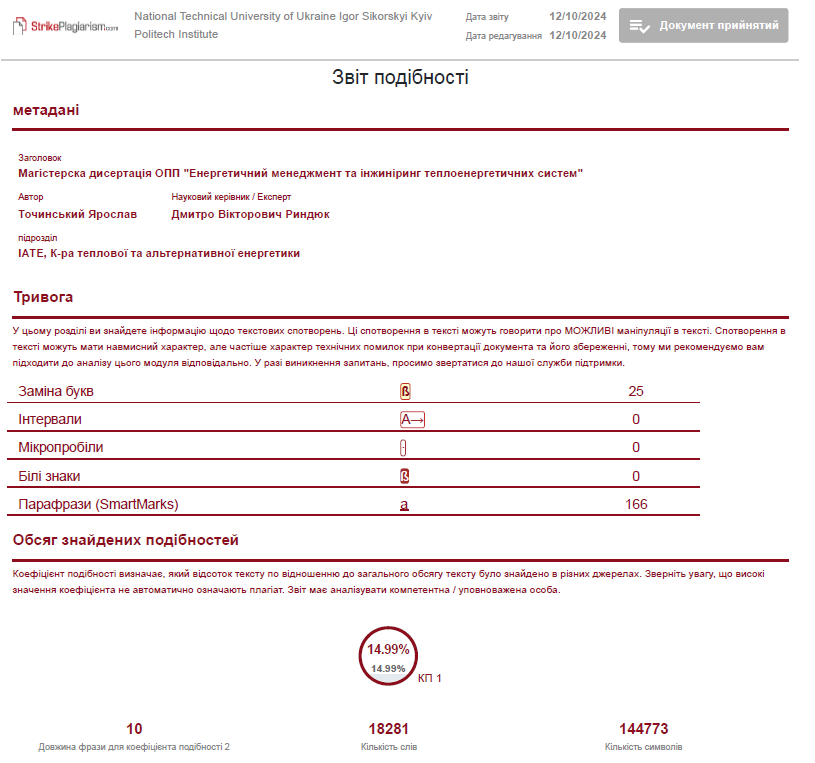 StrikePlagiarism.com
National Technical University of Ukraine Igor Sikorskyi Kyiv
Politech Institute
Дата звіту 12/10/2024
Дата редагування 12/10/2024
Документ прийнятий
Звіт подібності
метадані
Заголовок
Магістерска дисертація ОПП "Енергетичний менеджмент та інжиніринг теплоенергетичних систем"
Автор Науковий керівник / Експерт
Точинський Ярослав Дмитро Вікторович Риндюк
підрозділ
ІАТЕ, К-ра теплової та альтернативної енергетики
Тривога
У цьому розділі ви знайдете інформацію щодо текстових спотворень. Ці спотворення в тексті можуть говорити про МОЖЛИВІ маніпуляції в тексті. Спотворення в
тексті можуть мати навмисний характер, але частіше характер технічних помилок при конвертації документа та його збереженні, тому ми рекомендуємо вам
підходити до аналізу цього модуля відповідально. У разі виникнення запитань, просимо звертатися до нашої служби підтримки.
Заміна букв ß 25
Інтервали A→ 0
Мікропробіли · 0
Білі знаки ß 0
Парафрази (SmartMarks) a 166
Обсяг знайдених подібностей
Коефіцієнт подібності визначає, який відсоток тексту по відношенню до загального обсягу тексту було знайдено в різних джерелах. Зверніть увагу, що високі
значення коефіцієнта не автоматично означають плагіат. Звіт має аналізувати компетентна / уповноважена особа.
14.99%
14.99%
КП 1
10 18281 144773
Довжина фрази для коефіцієнта подібності 2 Кількість слів Кількість символів